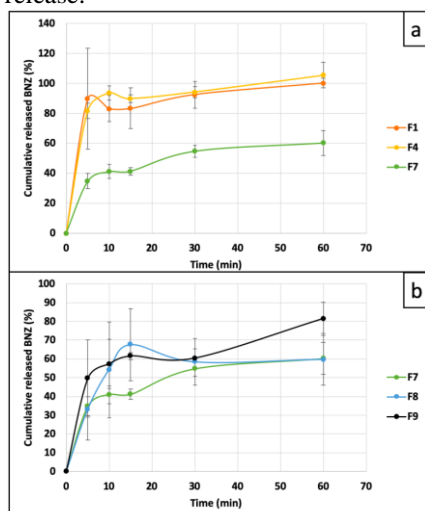 release.
a
140
120
100
80
60
40
20
0
Cumulative released BNZ (%)
0 10 20 30 40 50 60 70
Time (min)
F1
F4
F7
b
100
90
80
70
60
50
40
30
20
10
0
Cumulative released BNZ (%)
0 10 20 30 40 50 60 70
Time (min)
F7
F8
F9